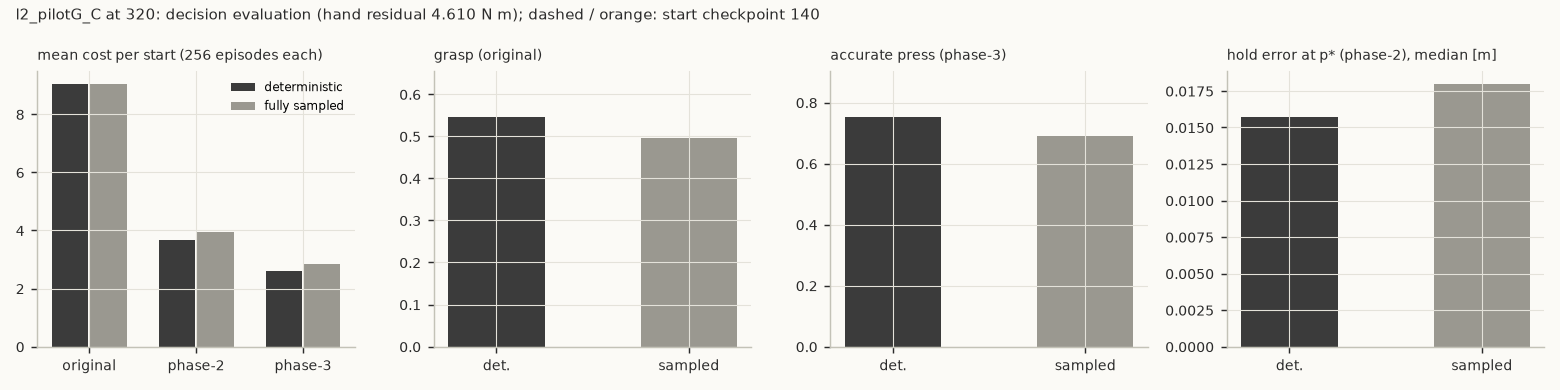 l2_pilotG_C at 320: decision evaluation (hand residual 4.610 N m); dashed / orange: start checkpoint 140
mean cost per start (256 episodes each)
deterministic
fully sampled
8
6
4
2
0
original phase-2 phase-3
grasp (original)
0.6
0.5
0.4
0.3
0.2
0.1
0.0
det. sampled
accurate press (phase-3)
0.8
0.6
0.4
0.2
0.0
det. sampled
hold error at p* (phase-2), median [m]
0.0175
0.0150
0.0125
0.0100
0.0075
0.0050
0.0025
0.0000
det. sampled